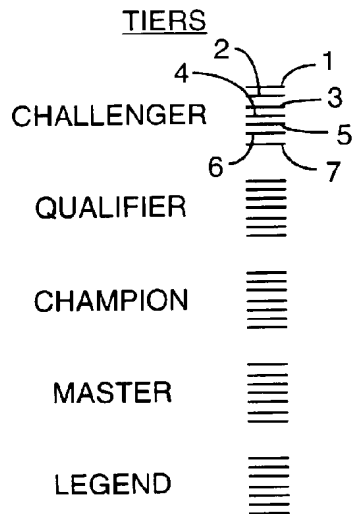 TIERS
2 1
4 3
CHALLENGER
5
6 7
QUALIFIER
CHAMPION
MASTER
LEGEND